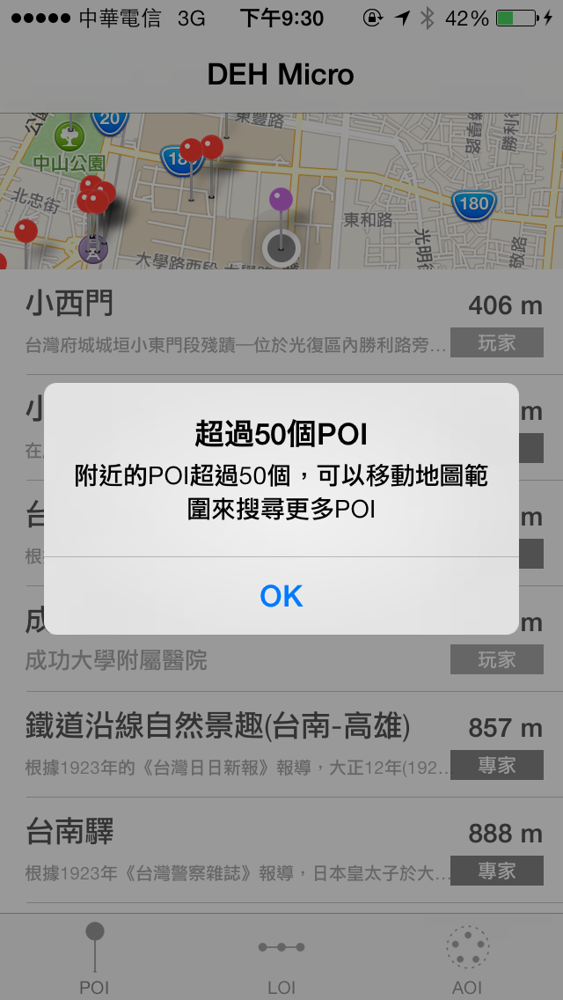 中華電信 3G 下午9:30 42%
DEH Micro
20
東豐路
勝利
中山公園
18
北忠街
180
東和路
光明街
大學路西段
小西門
406 m
台灣府城城垣小東門段殘蹟—位於光復區內勝利路旁…
玩家
小
m
在
超過50個POI
附近的POI超過50個，可以移動地圖範
圍來搜尋更多POI
台
m
根
OK
成
m
成功大學附屬醫院
玩家
鐵道沿線自然景趣(台南-高雄)
857 m
根據1923年的《台灣日日新報》報導，大正12年(192…
專家
台南驛
888 m
根據1923年《台灣警察雜誌》報導，日本皇太子於大…
專家
POI
LOI
AOI